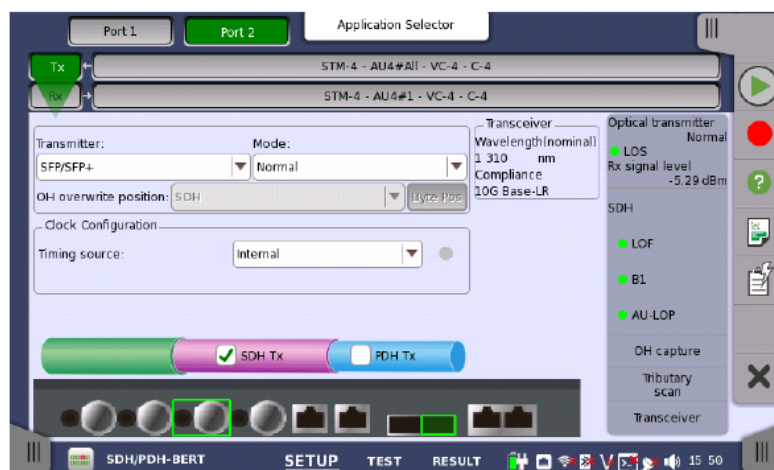 Port 1
Port 2
Application Selector
Tx
STM-4 - AU4#All - VC-4 - C-4
Rx
STM-4 - AU4#1 - VC-4 - C-4
Transmitter:
Mode:
SFP/SFP+
Normal
OH overwrite position:
SOH
Byte Pos
Transceiver
Wavelength(nominal)
1 310 nm
Compliance
10G Base-LR
Clock Configuration
Timing source:
Internal
SDH Tx
PDH Tx
Optical transmitter
Normal
LOS
Rx signal level
-5.29 dBm
SDH
LOF
B1
AU-LOP
OH capture
Tributary
scan
Transceiver
SDH/PDH-BERT
SETUP
TEST
RESULT
15 50